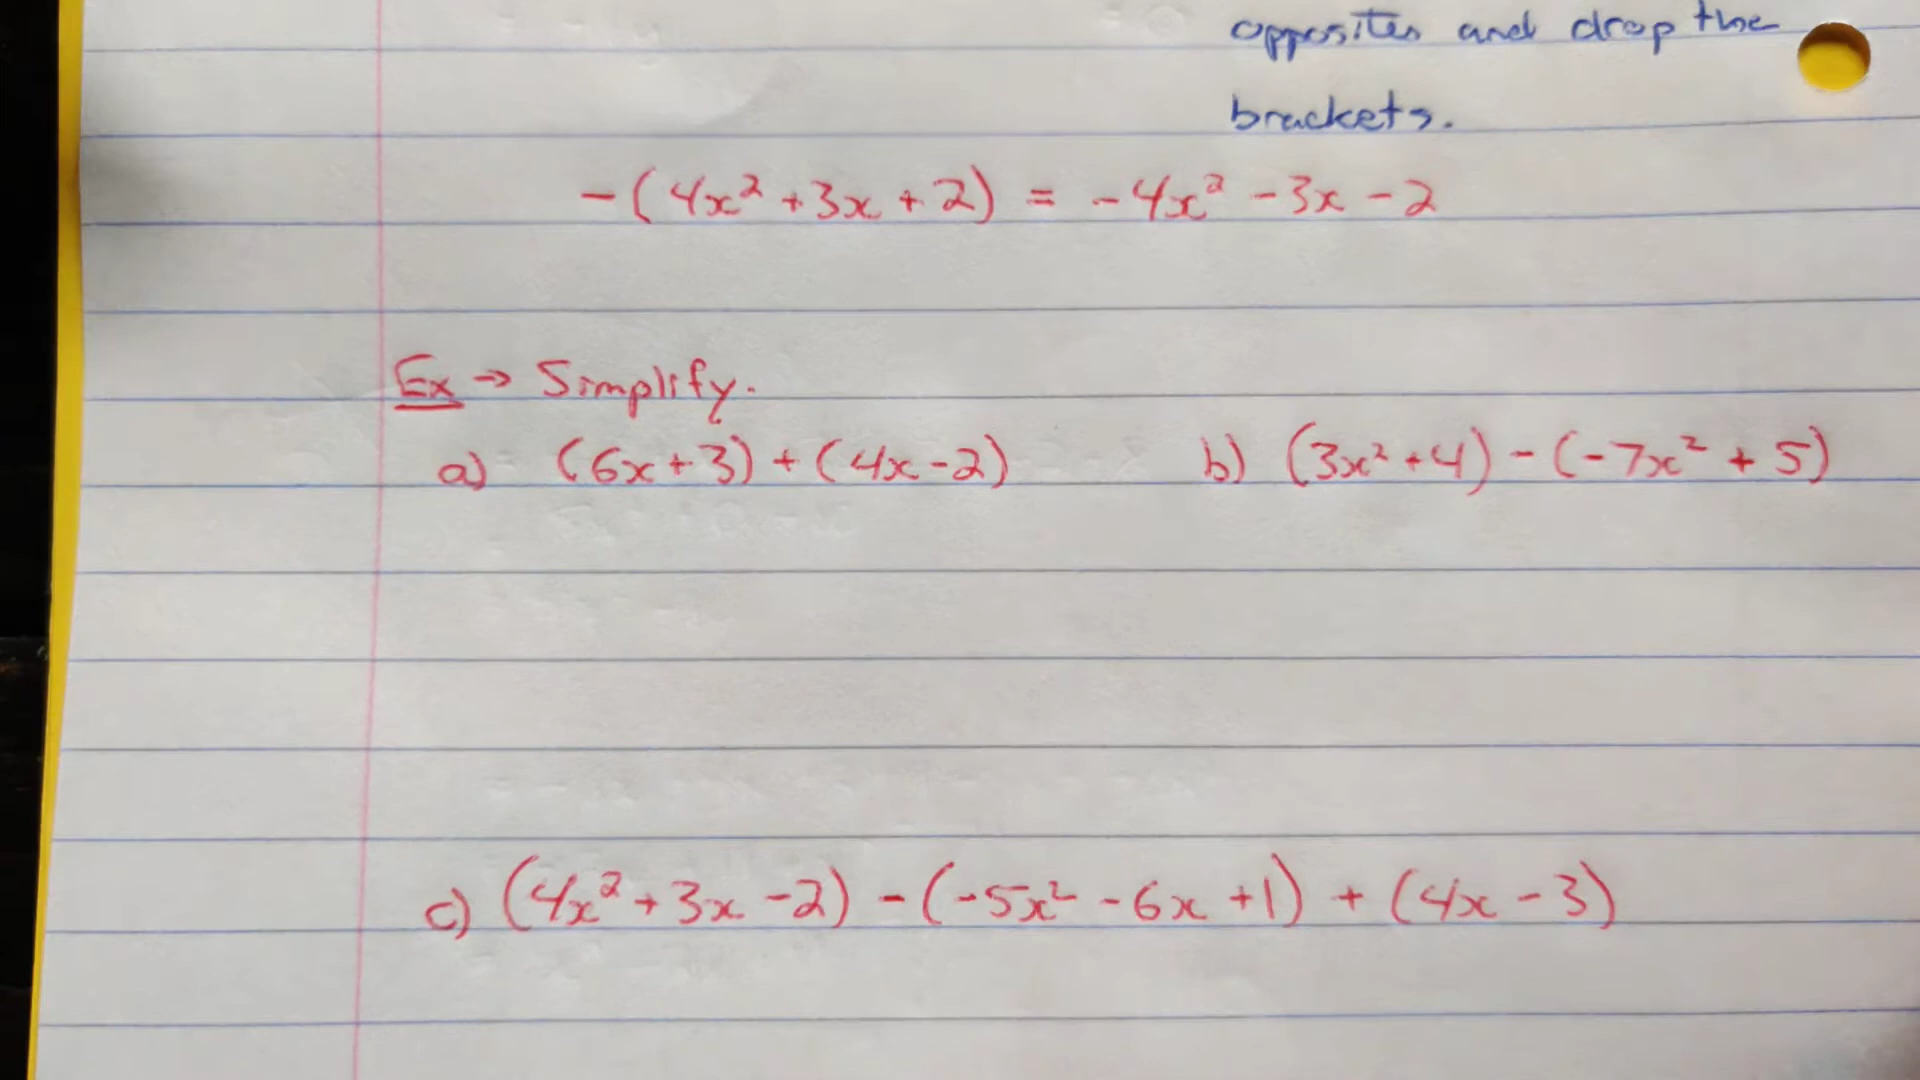 opposites and drop the
brackets.
-(4x² + 3x + 2) = -4x² - 3x - 2
Ex → Simplify.
a) (6x + 3) + (4x - 2) b) (3x² + 4) - (-7x² + 5)
c) (4x² + 3x - 2) - (-5x² - 6x + 1) + (4x - 3)